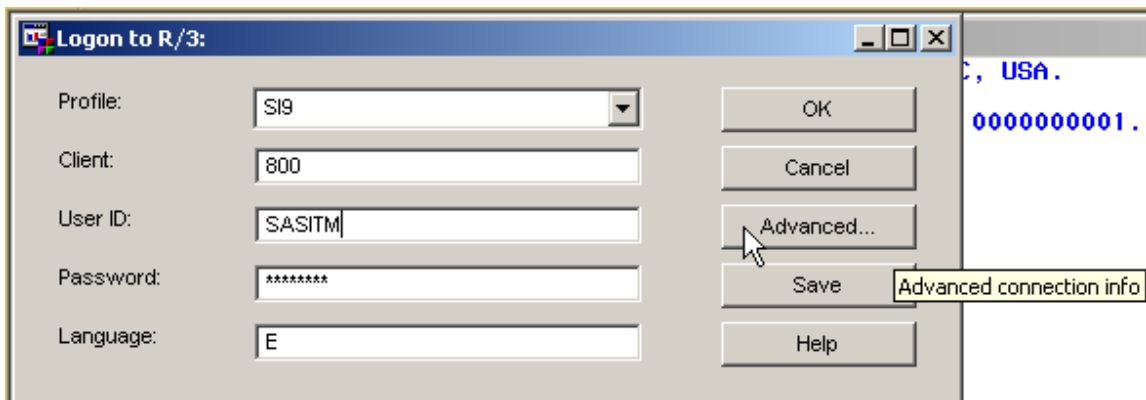 Logon to R/3:
C, USA.
Profile:
SI9
OK
0000000001.
Client:
800
Cancel
User ID:
SASITM
Advanced...
Password:
********
Save
Advanced connection info
Language:
E
Help